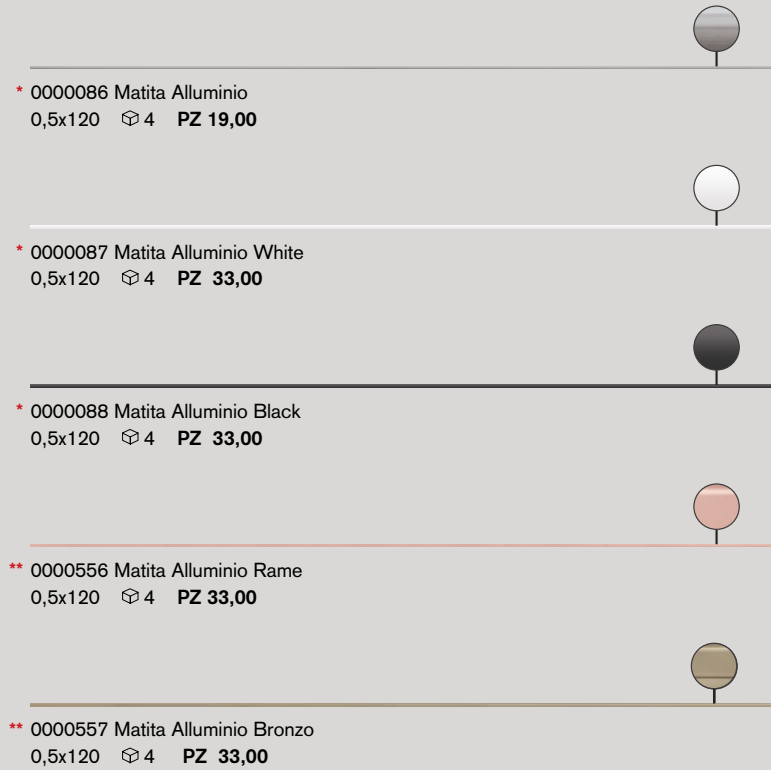 * 0000086 Matita Alluminio
0,5x120 4 PZ 19,00
* 0000087 Matita Alluminio White
0,5x120 4 PZ 33,00
* 0000088 Matita Alluminio Black
0,5x120 4 PZ 33,00
** 0000556 Matita Alluminio Rame
0,5x120 4 PZ 33,00
** 0000557 Matita Alluminio Bronzo
0,5x120 4 PZ 33,00